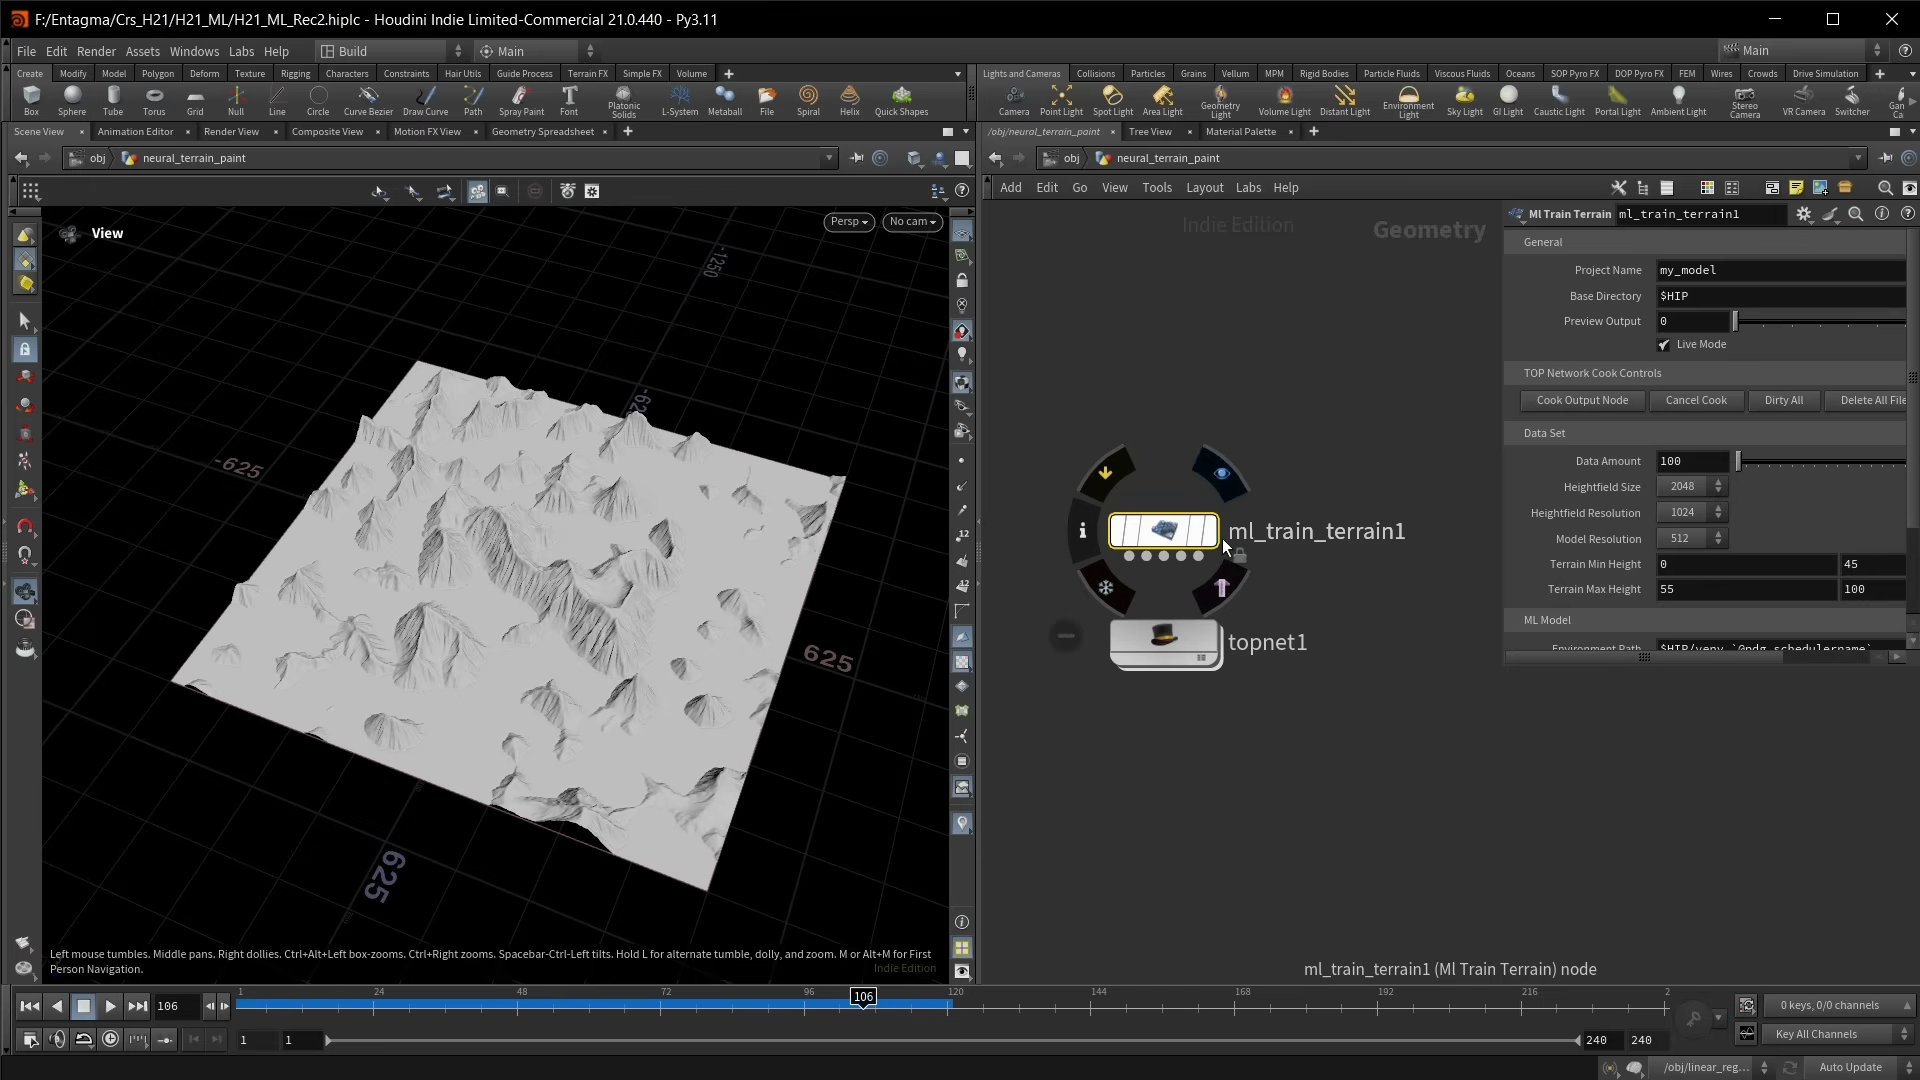 F:/Entagma/Crs_H21/H21_ML/H21_ML_Rec2.hiplc - Houdini Indie Limited-Commercial 21.0.440 - Py3.11
File Edit Render Assets Windows Labs Help Build Main Main
Create Modify Model Polygon Deform Texture Rigging Characters Constraints Hair Utils Guide Process Terrain FX Simple FX Volume
Lights and Cameras Collisions Particles Grains Vellum MPM Rigid Bodies Particle Fluids Viscous Fluids Oceans SOP Pyro FX DOP Pyro FX FEM Wires Crowds Drive Simulation
Box Sphere Tube Torus Grid Null Line Circle Curve Bezier Draw Curve Path Spray Paint Font Platonic Solids L-System Metaball File Spiral Helix Quick Shapes
Camera Point Light Spot Light Area Light Geometry Light Volume Light Distant Light Environment Light Sky Light GI Light Caustic Light Portal Light Ambient Light Stereo Camera VR Camera Switcher Gan Ca
Scene View Animation Editor Render View Composite View Motion FX View Geometry Spreadsheet
/obj/neural_terrain_paint Tree View Material Palette
obj neural_terrain_paint
obj neural_terrain_paint
Add Edit Go View Tools Layout Labs Help
View
Persp No cam
Indie Edition Geometry
Ml Train Terrain ml_train_terrain1
General
Project Name my_model
Base Directory $HIP
Preview Output 0
Live Mode
TOP Network Cook Controls
Cook Output Node Cancel Cook Dirty All Delete All File
Data Set
Data Amount 100
Heightfield Size 2048
Heightfield Resolution 1024
Model Resolution 512
Terrain Min Height 0 45
Terrain Max Height 55 100
ML Model
Environment Path $HIP/venv_`@pdg_schedulername`
-1250
-62
-625
625
625
ml_train_terrain1
topnet1
Left mouse tumbles. Middle pans. Right dollies. Ctrl+Alt+Left box-zooms. Ctrl+Right zooms. Spacebar-Ctrl-Left tilts. Hold L for alternate tumble, dolly, and zoom. M or Alt+M for First
Person Navigation.
Indie Edition
ml_train_terrain1 (Ml Train Terrain) node
106 1 24 48 72 96 106 120 144 168 192 216 2
0 keys, 0/0 channels
1 1 240 240
Key All Channels
/obj/linear_reg... Auto Update